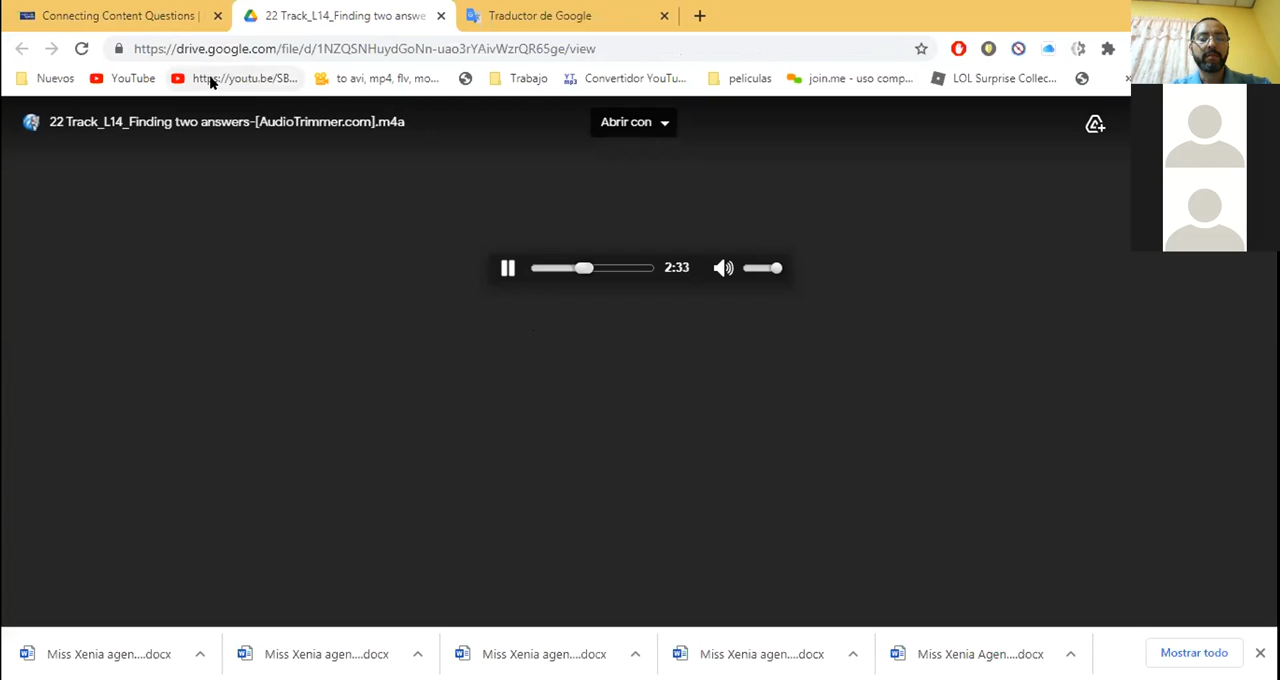 Connecting Content Questions |
22 Track_L14_Finding two answe
Traductor de Google
https://drive.google.com/file/d/1NZQSNHuydGoNn-uao3rYAivWzrQR65ge/view
Nuevos
YouTube
https://youtu.be/SB...
to avi, mp4, flv, mo...
Trabajo
Convertidor YouTu...
peliculas
join.me - uso comp...
LOL Surprise Collec...
»
22 Track_L14_Finding two answers-[AudioTrimmer.com].m4a
Abrir con
2:33
Miss Xenia agen....docx
Miss Xenia agen....docx
Miss Xenia agen....docx
Miss Xenia agen....docx
Miss Xenia Agen....docx
Mostrar todo